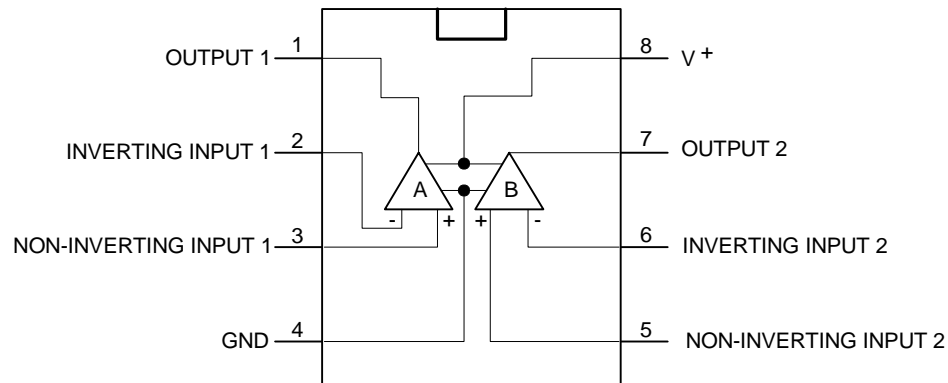 OUTPUT 1 1
INVERTING INPUT 1 2
NON-INVERTING INPUT 1 3
GND 4
A
-
+
B
+
-
8 V+
7 OUTPUT 2
6 INVERTING INPUT 2
5 NON-INVERTING INPUT 2